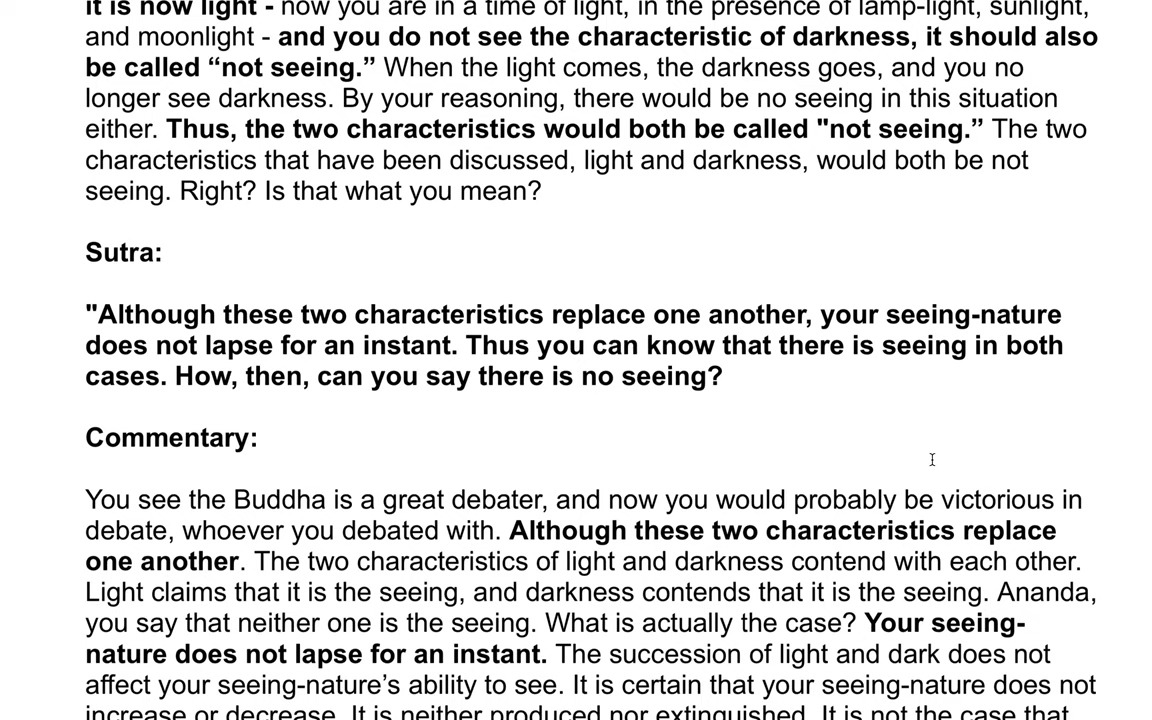 it is now light - now you are in a time of light, in the presence of lamp-light, sunlight,
and moonlight - and you do not see the characteristic of darkness, it should also
be called “not seeing.” When the light comes, the darkness goes, and you no
longer see darkness. By your reasoning, there would be no seeing in this situation
either. Thus, the two characteristics would both be called "not seeing.” The two
characteristics that have been discussed, light and darkness, would both be not
seeing. Right? Is that what you mean?
Sutra:
"Although these two characteristics replace one another, your seeing-nature
does not lapse for an instant. Thus you can know that there is seeing in both
cases. How, then, can you say there is no seeing?
Commentary:
You see the Buddha is a great debater, and now you would probably be victorious in
debate, whoever you debated with. Although these two characteristics replace
one another. The two characteristics of light and darkness contend with each other.
Light claims that it is the seeing, and darkness contends that it is the seeing. Ananda,
you say that neither one is the seeing. What is actually the case? Your seeing-
nature does not lapse for an instant. The succession of light and dark does not
affect your seeing-nature’s ability to see. It is certain that your seeing-nature does not
increase or decrease. It is neither produced nor extinguished. It is not the case that